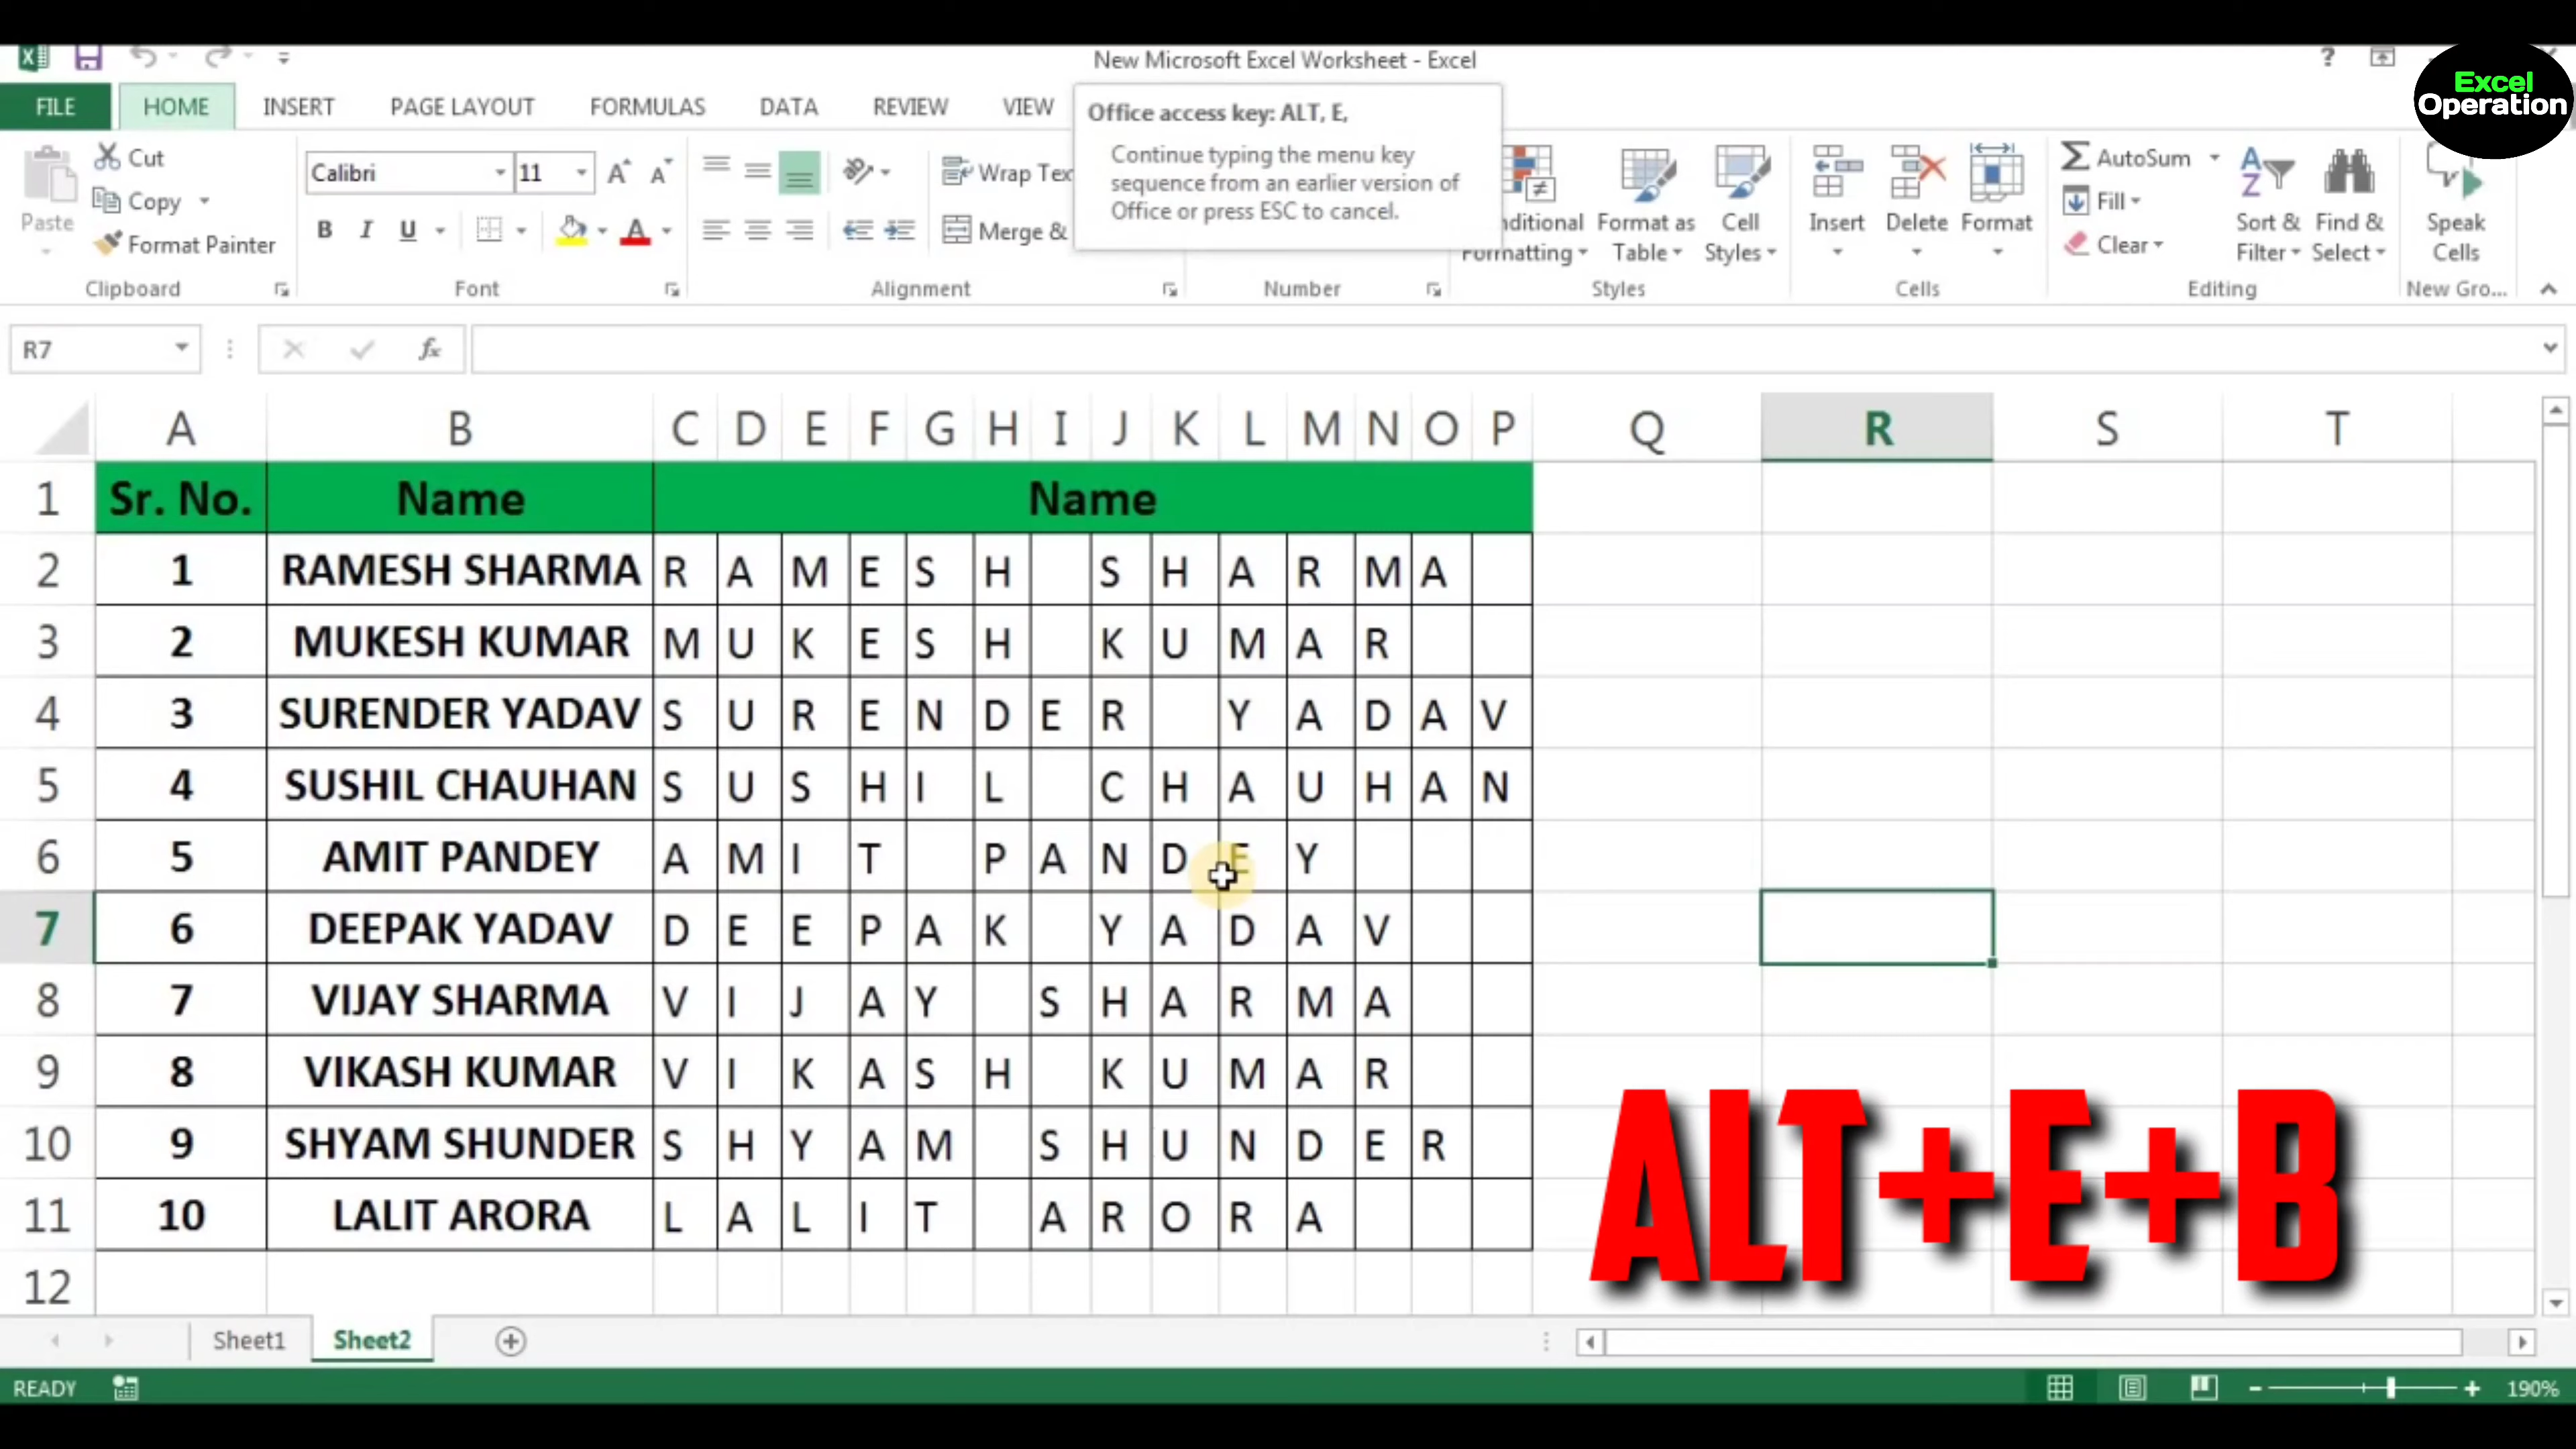 New Microsoft Excel Worksheet - Excel
?
Excel
Operation
FILE HOME INSERT PAGE LAYOUT FORMULAS DATA REVIEW VIEW
Office access key: ALT, E,
Continue typing the menu key
sequence from an earlier version of
Office or press ESC to cancel.
Paste
Cut
Copy
Format Painter
Clipboard
Calibri 11
B I U
Font
Merge &
Alignment
Number
Formatting
Format as
Table
Cell
Styles
Styles
Insert Delete Format
Cells
AutoSum
Fill
Clear
Sort &
Filter
Find &
Select
Editing
Speak
Cells
New Gro...
R7
fx
A B C D E F G H I J K L M N O P Q R S T
1 Sr. No. Name Name
2 1 RAMESH SHARMA R A M E S H S H A R M A
3 2 MUKESH KUMAR M U K E S H K U M A R
4 3 SURENDER YADAV S U R E N D E R Y A D A V
5 4 SUSHIL CHAUHAN S U S H I L C H A U H A N
6 5 AMIT PANDEY A M I T P A N D E Y
7 6 DEEPAK YADAV D E E P A K Y A D A V
8 7 VIJAY SHARMA V I J A Y S H A R M A
9 8 VIKASH KUMAR V I K A S H K U M A R
10 9 SHYAM SHUNDER S H Y A M S H U N D E R
11 10 LALIT ARORA L A L I T A R O R A
12
ALT+E+B
Sheet1 Sheet2
READY
190%